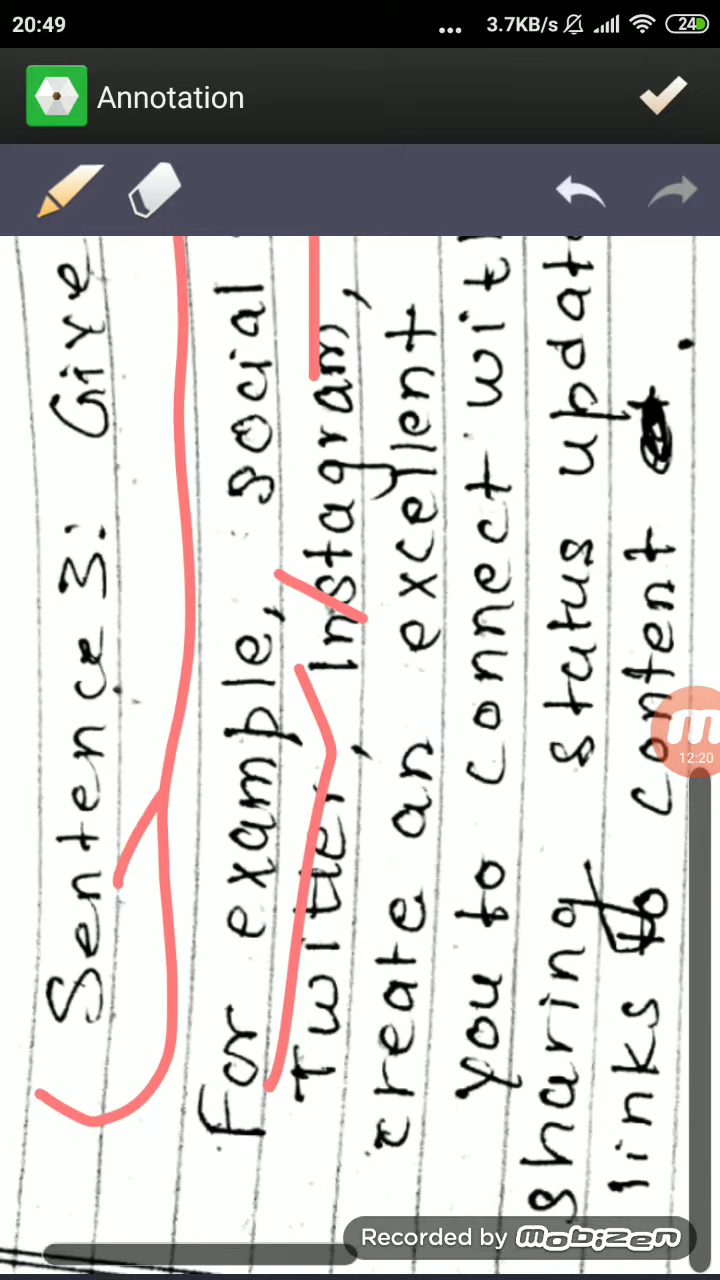 20:49
... 3.7KB/s 24
Annotation
Sentence 3: Give
For example, social
Twitter, Instagram,
create an excellent
you to connect with
sharing status updat
links to content .
12:20
Recorded by mobizen